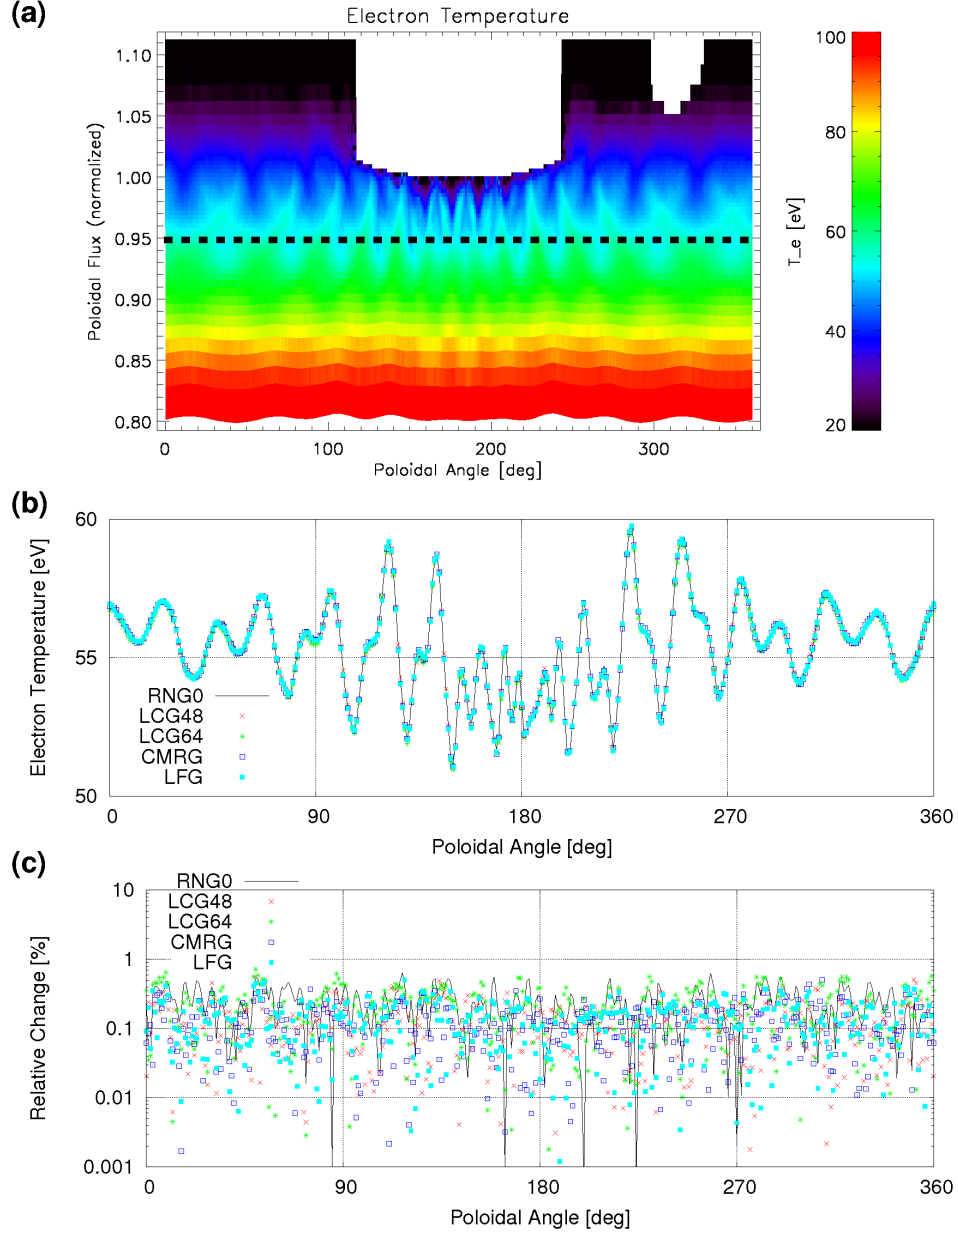 (a)
Electron Temperature
1.10
1.05
1.00
0.95
0.90
0.85
0.80
Poloidal Flux (normalized)
0
100
200
300
Poloidal Angle [deg]
100
80
60
40
20
T_e [eV]
(b)
60
55
50
Electron Temperature [eV]
RNG0
LCG48
LCG64
CMRG
LFG
0
90
180
270
360
Poloidal Angle [deg]
(c)
RNG0
LCG48
LCG64
CMRG
LFG
10
1
0.1
0.01
0.001
Relative Change [%]
0
90
180
270
360
Poloidal Angle [deg]